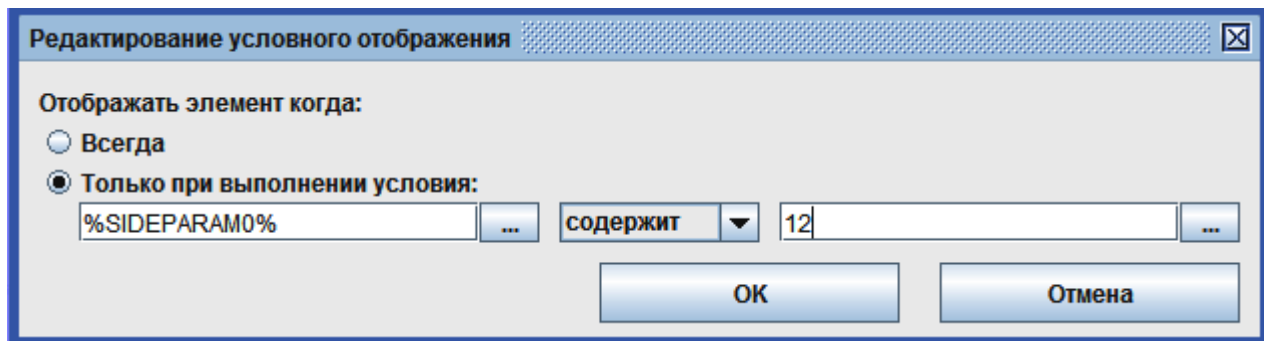 Редактирование условного отображения
Отображать элемент когда:
Всегда
Только при выполнении условия:
%SIDEPARAM0% ... содержит 12 ...
OK Отмена